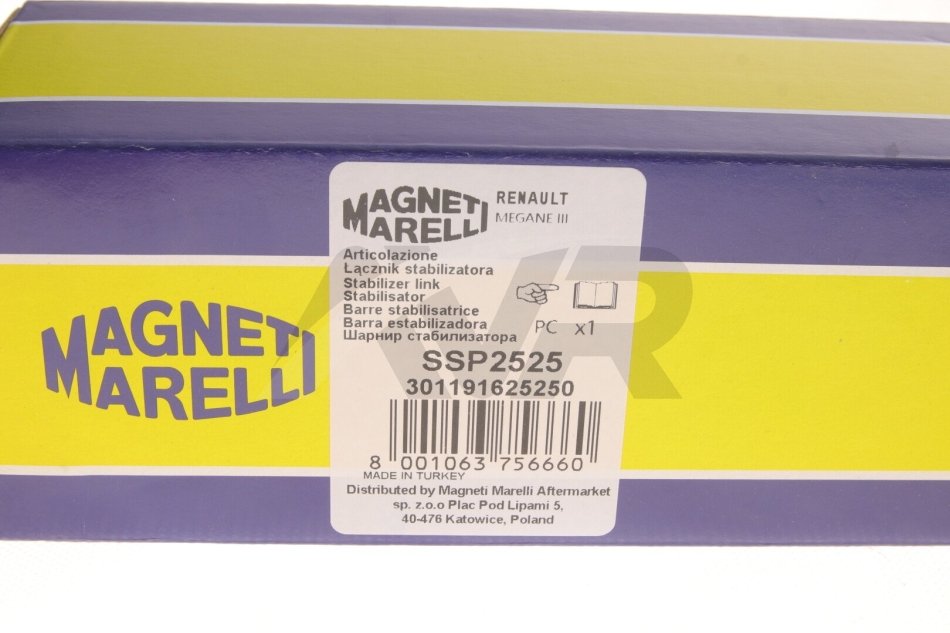 MAGNETI
MARELLI
MAGNETI
MARELLI
RENAULT
MEGANE III
Articolazione
Łącznik stabilizatora
Stabilizer link
Stabilisator
Barre stabilisatrice
Barra estabilizadora
Шарнир стабилизатора
PC x1
SSP2525
301191625250
8 001063 756660
MADE IN TURKEY
Distributed by Magneti Marelli Aftermarket
sp. z.o.o Plac Pod Lipami 5,
40-476 Katowice, Poland
AVR